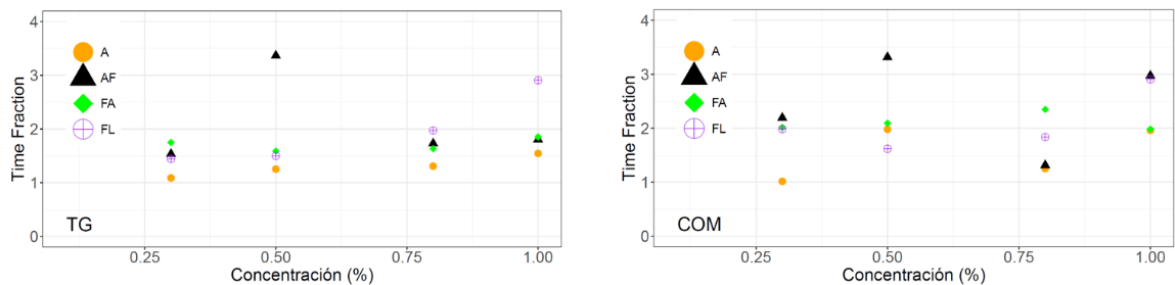 4
3
2
1
0
Time Fraction
A
AF
FA
FL
TG
0.25
0.50
0.75
1.00
Concentración (%)
4
3
2
1
0
Time Fraction
A
AF
FA
FL
COM
0.25
0.50
0.75
1.00
Concentración (%)